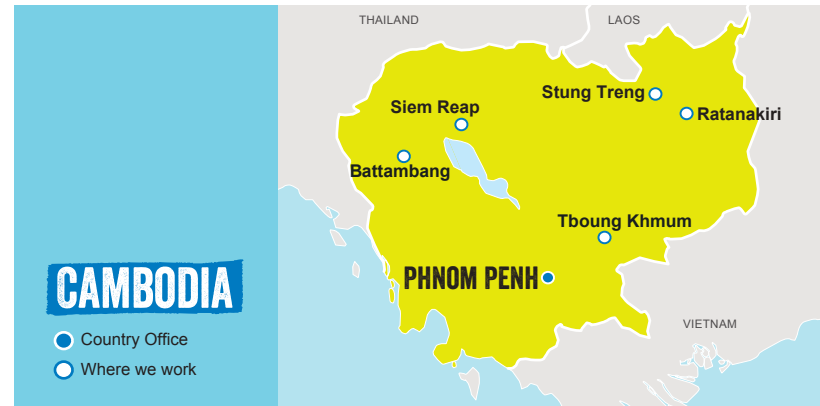 THAILAND
LAOS
Stung Treng
Siem Reap
Ratanakiri
Battambang
Tboung Khmum
PHNOM PENH
CAMBODIA
Country Office
Where we work
VIETNAM